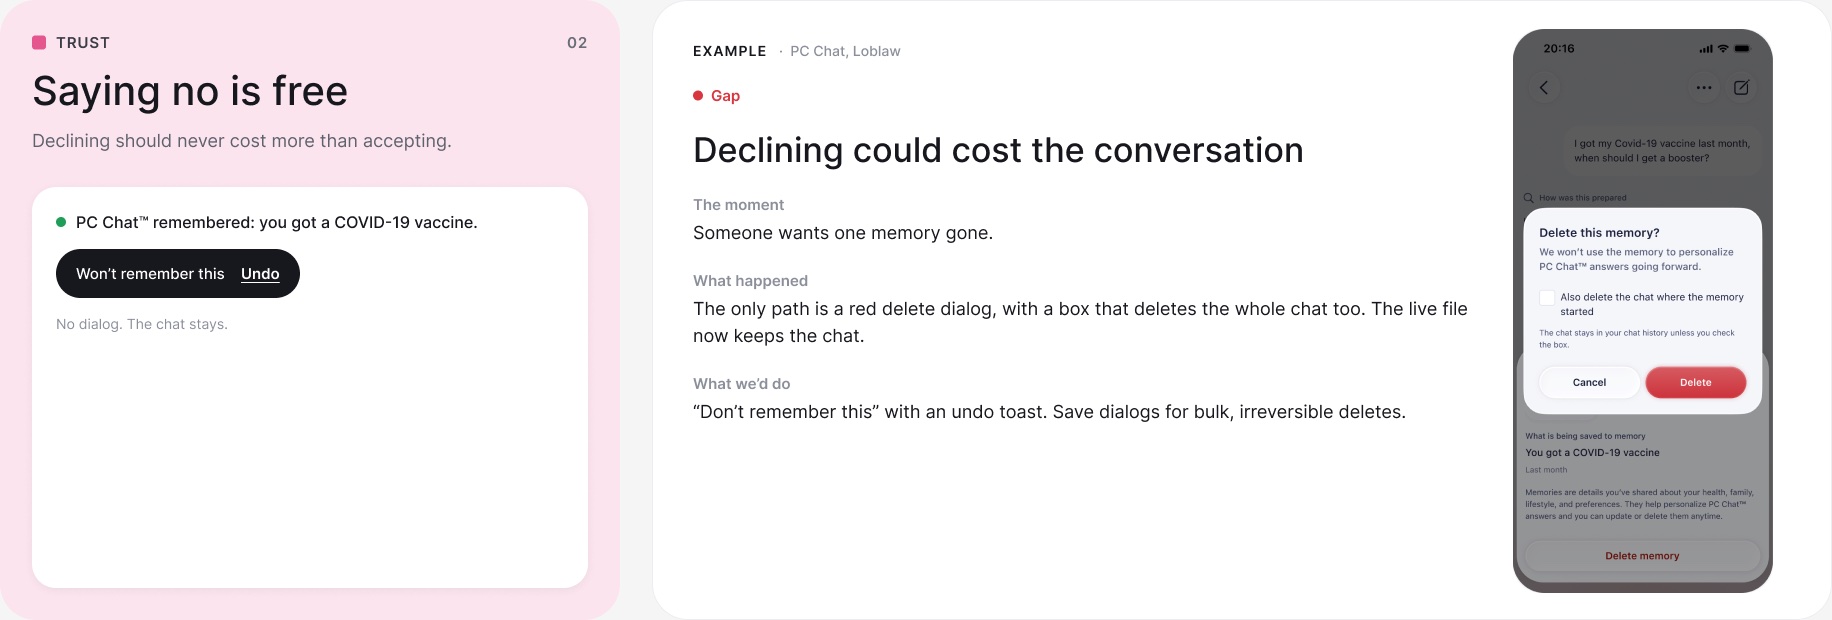 TRUST
02
Saying no is free
Declining should never cost more than accepting.
PC Chat™ remembered: you got a COVID-19 vaccine.
Won’t remember this Undo
No dialog. The chat stays.
EXAMPLE · PC Chat, Loblaw
Gap
Declining could cost the conversation
The moment
Someone wants one memory gone.
What happened
The only path is a red delete dialog, with a box that deletes the whole chat too. The live file
now keeps the chat.
What we’d do
“Don’t remember this” with an undo toast. Save dialogs for bulk, irreversible deletes.
20:16
I got my Covid-19 vaccine last month,
when should I get a booster?
How was this prepared
Delete this memory?
We won’t use the memory to personalize
PC Chat™ answers going forward.
Also delete the chat where the memory
started
The chat stays in your chat history unless you check
the box.
Cancel
Delete
What is being saved to memory
You got a COVID-19 vaccine
Last month
Memories are details you’ve shared about your health, family,
lifestyle, and preferences. They help personalize PC Chat™
answers and you can update or delete them anytime.
Delete memory